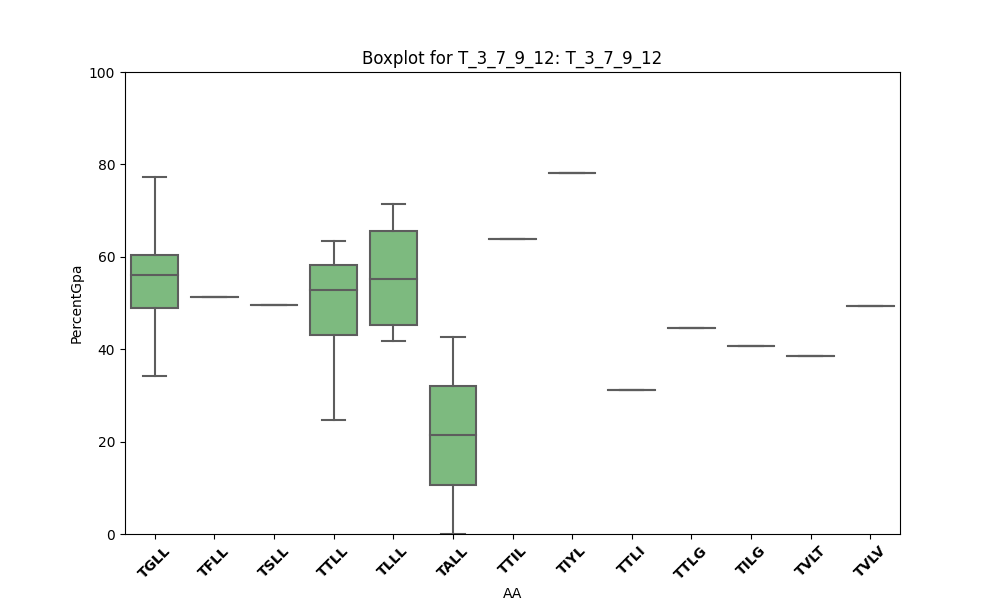 Boxplot for T_3_7_9_12: T_3_7_9_12
PercentGpa
100
80
60
40
20
0
TGLL
TFLL
TSLL
TTLL
TLLL
TALL
TTIL
TIYL
TTLI
TTLG
TILG
TVLT
TVLV
AA